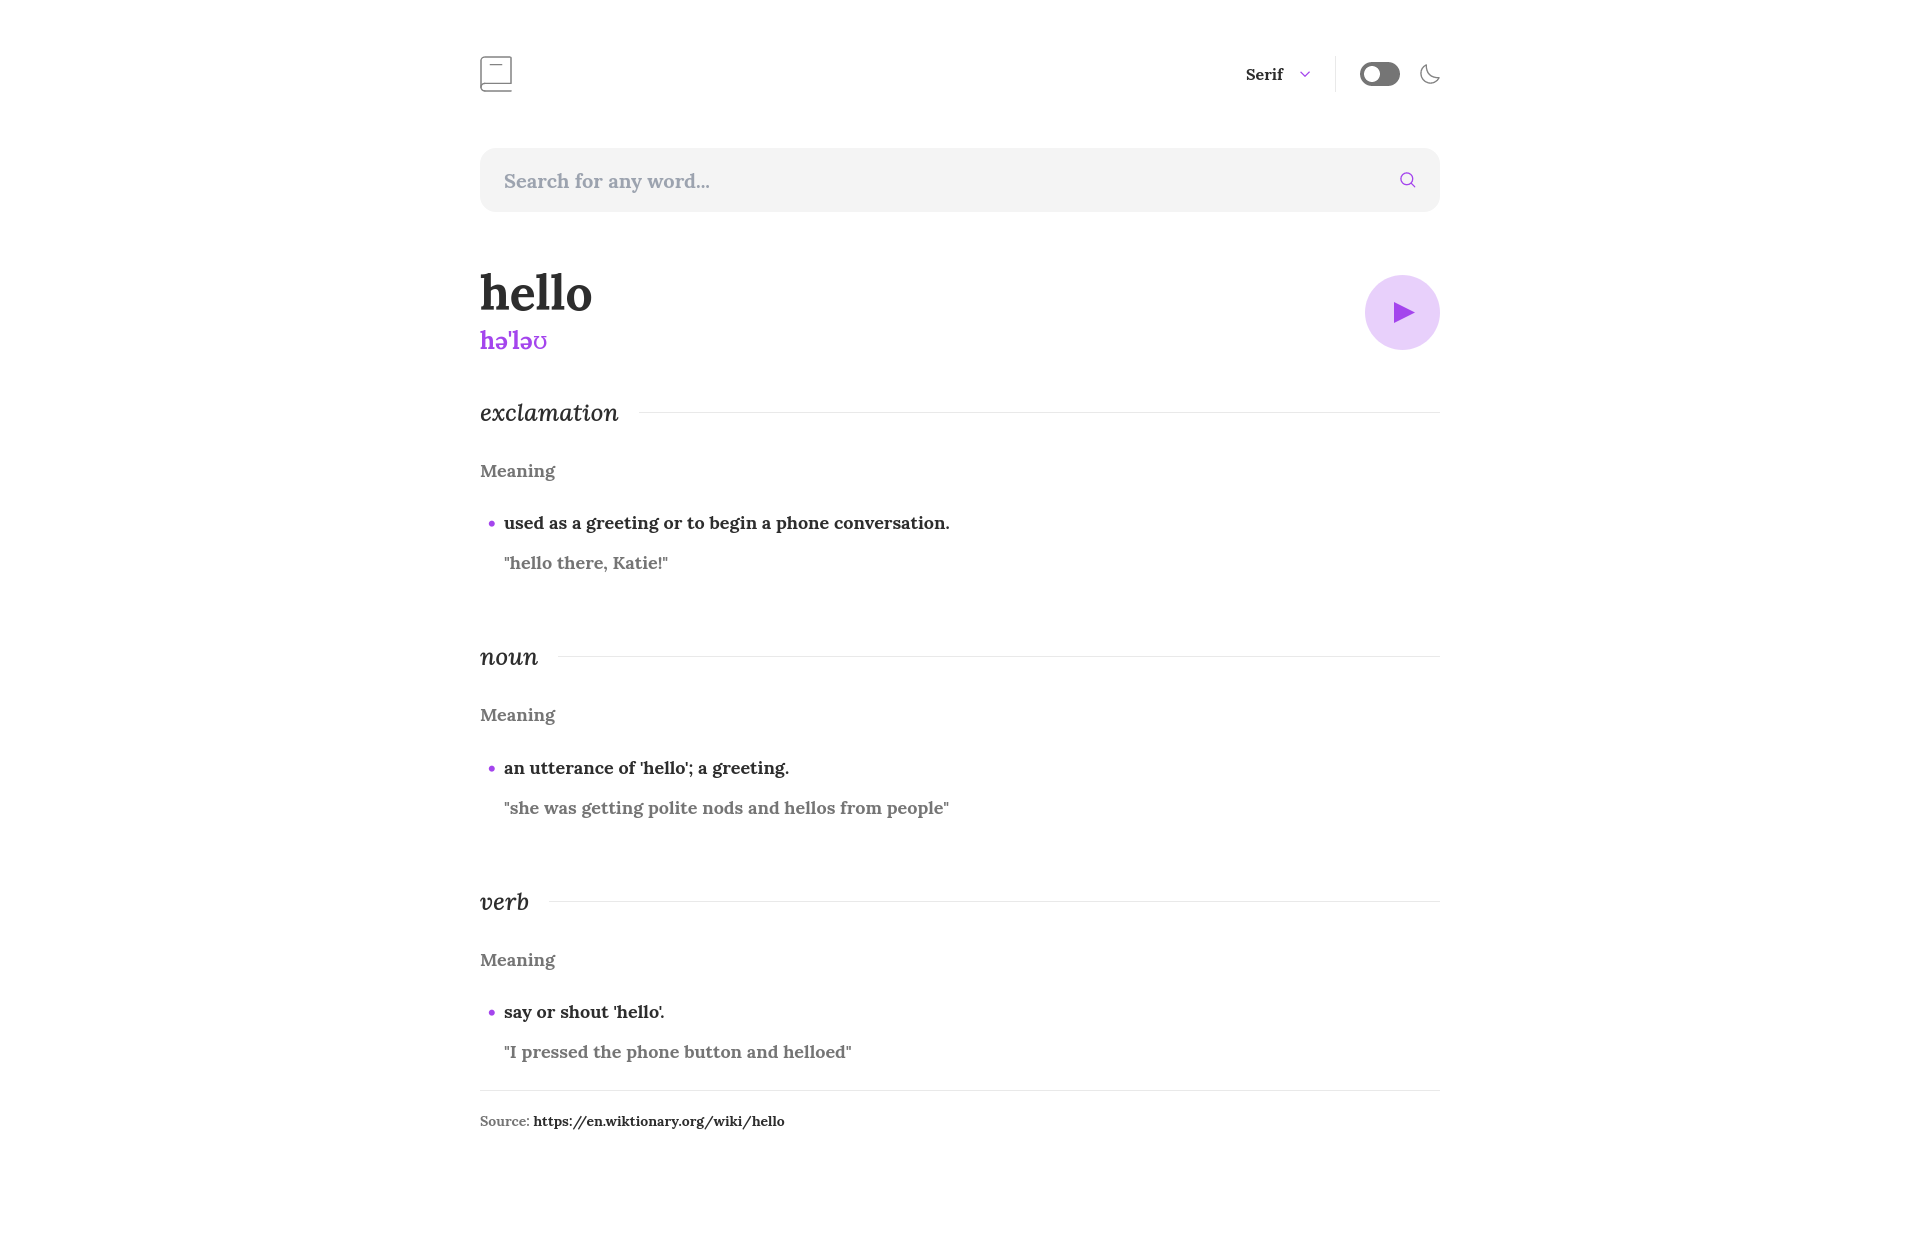 Serif
Search for any word...
hello
hə'ləʊ
exclamation
Meaning
used as a greeting or to begin a phone conversation.
"hello there, Katie!"
noun
Meaning
an utterance of 'hello'; a greeting.
"she was getting polite nods and hellos from people"
verb
Meaning
say or shout 'hello'.
"I pressed the phone button and helloed"
Source: https://en.wiktionary.org/wiki/hello